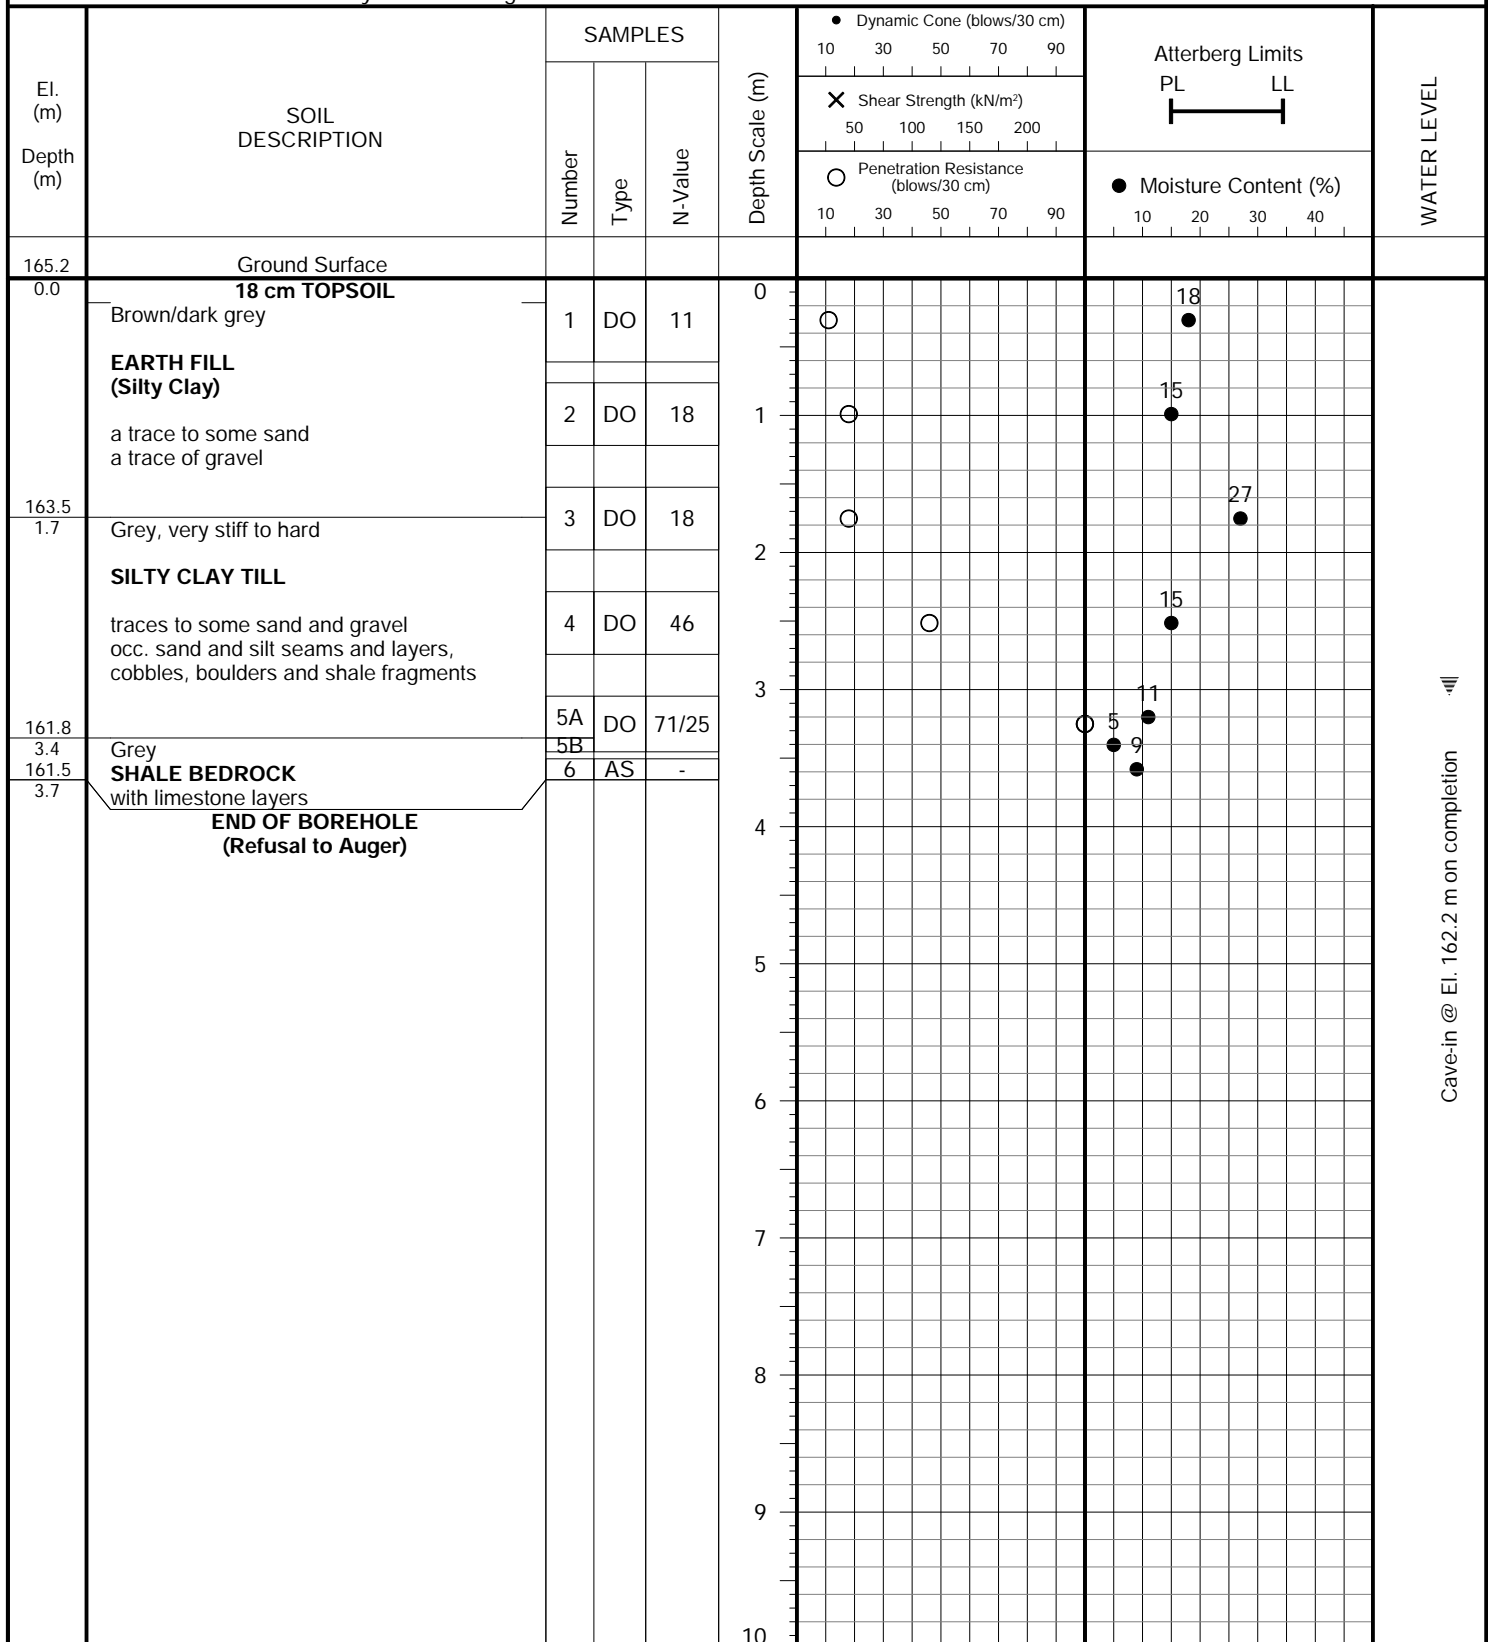 SAMPLES
El.
(m)
Depth
(m)
SOIL
DESCRIPTION
Number
Type
N-Value
Depth Scale (m)
Dynamic Cone (blows/30 cm)
10 30 50 70 90
Shear Strength (kN/m²)
50 100 150 200
Penetration Resistance
(blows/30 cm)
10 30 50 70 90
Atterberg Limits
PL LL
Moisture Content (%)
10 20 30 40
WATER LEVEL
165.2 Ground Surface
0.0 18 cm TOPSOIL
Brown/dark grey
EARTH FILL
(Silty Clay)
a trace to some sand
a trace of gravel
163.5
1.7 Grey, very stiff to hard
SILTY CLAY TILL
traces to some sand and gravel
occ. sand and silt seams and layers,
cobbles, boulders and shale fragments
161.8
3.4 Grey
161.5 SHALE BEDROCK
3.7 with limestone layers
END OF BOREHOLE
(Refusal to Auger)
1 DO 11
2 DO 18
3 DO 18
4 DO 46
5A DO 71/25
5B
6 AS -
0
1
2
3
4
5
6
7
8
9
10
18
15
27
15
11
5
9
Cave-in @ El. 162.2 m on completion